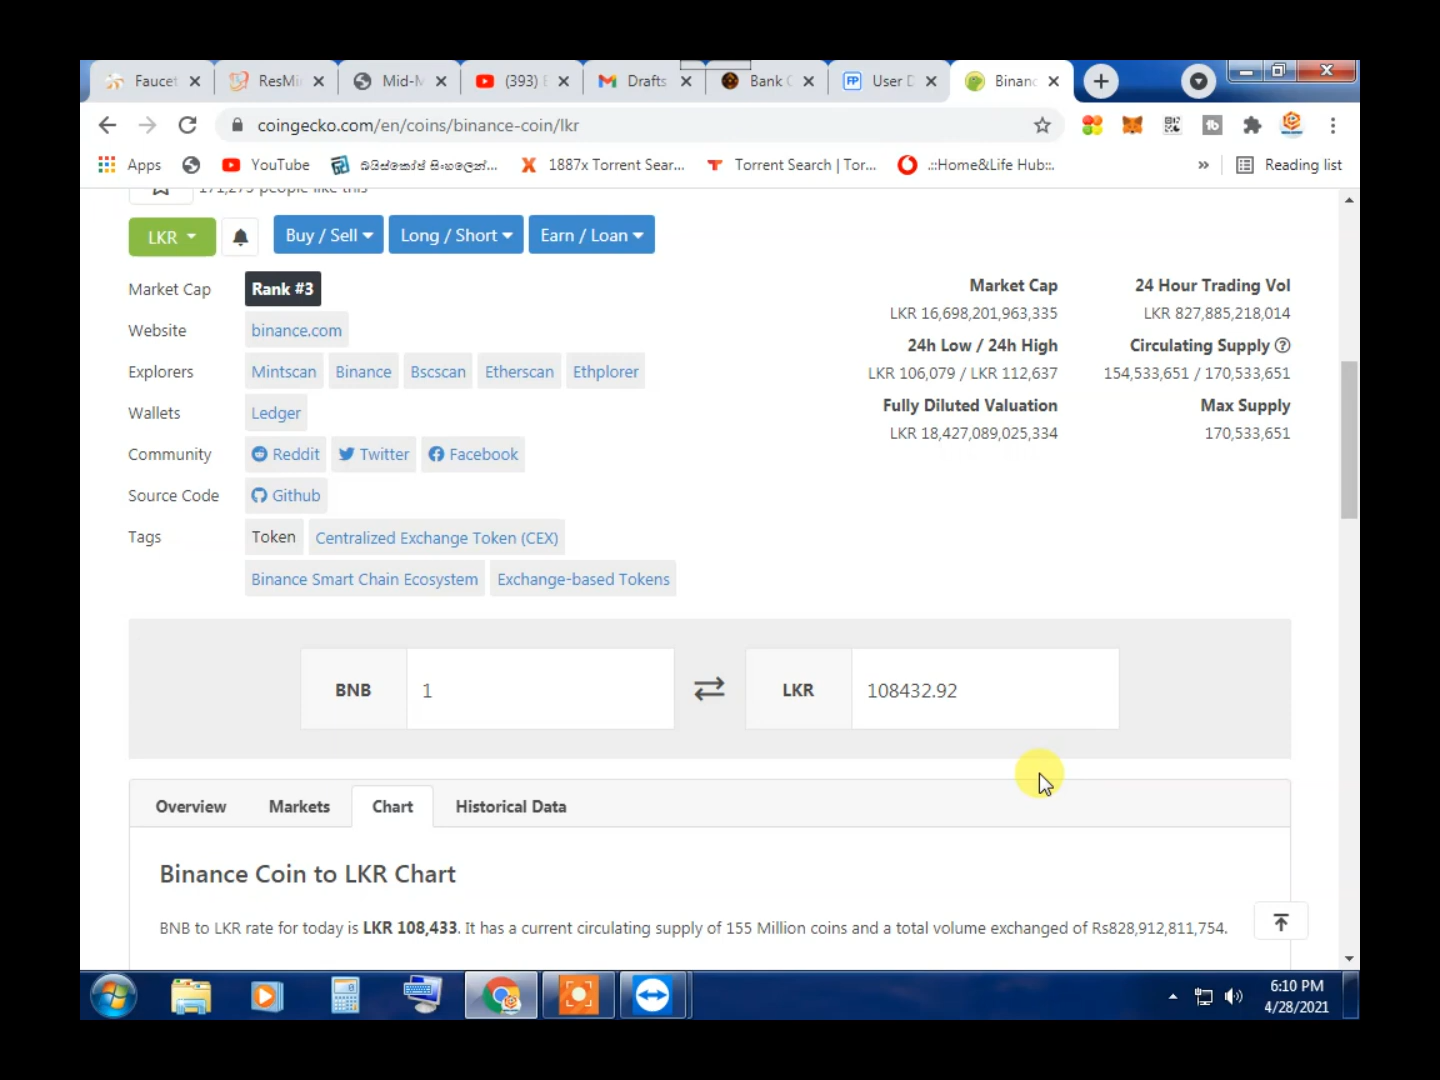 Faucet
ResMi
Mid-M
(393) E
Drafts
Bank C
User D
Binanc
coingecko.com/en/coins/binance-coin/lkr
Apps
YouTube
බයිස්කෝප් සිංහලෙන්...
1887x Torrent Sear...
Torrent Search | Tor...
.::Home&Life Hub::.
»
Reading list
171,275 people like this
LKR
Buy / Sell
Long / Short
Earn / Loan
Market Cap
Rank #3
Website
binance.com
Explorers
Mintscan
Binance
Bscscan
Etherscan
Ethplorer
Wallets
Ledger
Community
Reddit
Twitter
Facebook
Source Code
Github
Tags
Token
Centralized Exchange Token (CEX)
Binance Smart Chain Ecosystem
Exchange-based Tokens
Market Cap
LKR 16,698,201,963,335
24h Low / 24h High
LKR 106,079 / LKR 112,637
Fully Diluted Valuation
LKR 18,427,089,025,334
24 Hour Trading Vol
LKR 827,885,218,014
Circulating Supply
154,533,651 / 170,533,651
Max Supply
170,533,651
BNB
1
LKR
108432.92
Overview
Markets
Chart
Historical Data
Binance Coin to LKR Chart
BNB to LKR rate for today is LKR 108,433. It has a current circulating supply of 155 Million coins and a total volume exchanged of Rs828,912,811,754.
6:10 PM
4/28/2021